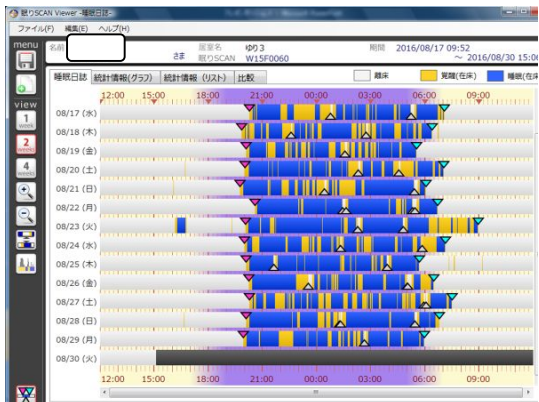 眠りSCAN Viewer -睡眠日誌-
ファイル(F) 編集(E) ヘルプ(H)
menu
名前 居室名 ゆり3 期間 2016/08/17 09:52
さま 眠りSCAN W15F0060 ～ 2016/08/30 15:06
睡眠日誌 統計情報(グラフ) 統計情報 (リスト) 比較 離床 覚醒(在床) 睡眠(在床
view
12:00 15:00 18:00 21:00 00:00 03:00 06:00 09:00
1 week
2 weeks
4 weeks
08/17 (水)
08/18 (木)
08/19 (金)
08/20 (土)
08/21 (日)
08/22 (月)
08/23 (火)
08/24 (水)
08/25 (木)
08/26 (金)
08/27 (土)
08/28 (日)
08/29 (月)
08/30 (火)
12:00 15:00 18:00 21:00 00:00 03:00 06:00 09:00